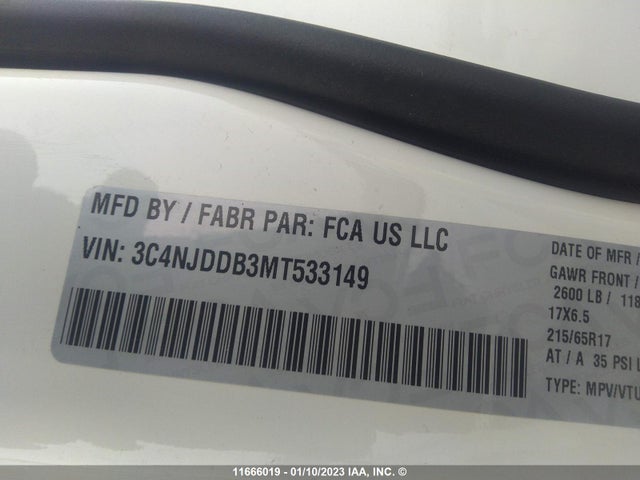 MFD BY / FABR PAR: FCA US LLC
VIN: 3C4NJDDB3MT533149
DATE OF MFR /
GAWR FRONT /
2600 LB / 118
17X6.5
215/65R17
AT / A 35 PSI
TYPE: MPV/VTU
11666019 - 01/10/2023 IAA, INC. ©